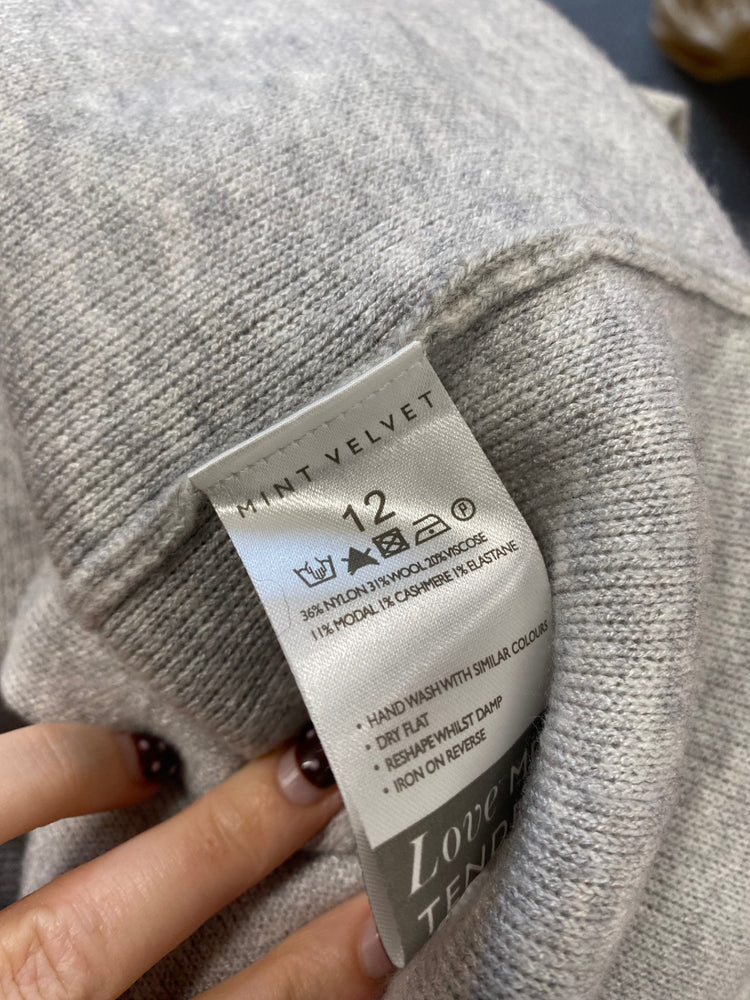 MINT VELVET
12
P
36% NYLON 31% WOOL 20% VISCOSE
11% MODAL 1% CASHMERE 1% ELASTANE
• HAND WASH WITH SIMILAR COLOURS
• DRY FLAT
• RESHAPE WHILST DAMP
• IRON ON REVERSE
Love